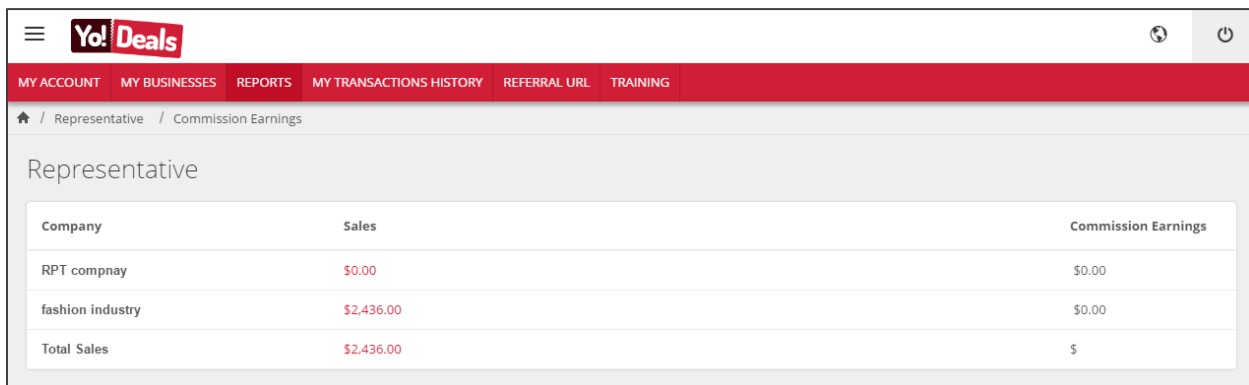 Yo! Deals
MY ACCOUNT MY BUSINESSES REPORTS MY TRANSACTIONS HISTORY REFERRAL URL TRAINING
/ Representative / Commission Earnings
Representative
Company Sales Commission Earnings
RPT compnay $0.00 $0.00
fashion industry $2,436.00 $0.00
Total Sales $2,436.00 $